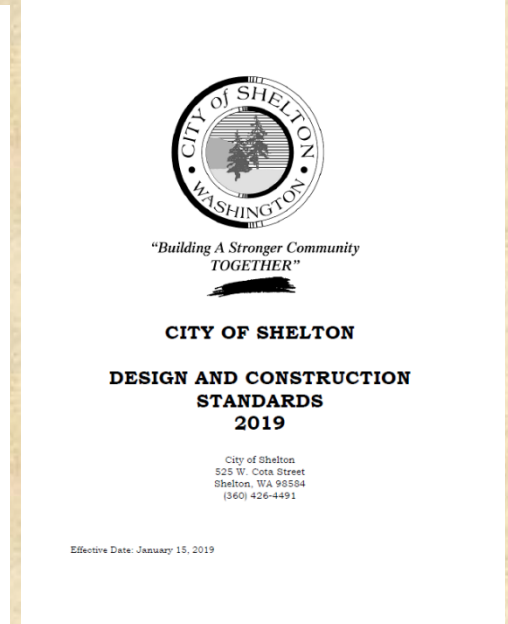 CITY of SHELTON
WASHINGTON
“Building A Stronger Community
TOGETHER”
CITY OF SHELTON
DESIGN AND CONSTRUCTION
STANDARDS
2019
City of Shelton
525 W. Cota Street
Shelton, WA 98584
(360) 426-4491
Effective Date: January 15, 2019